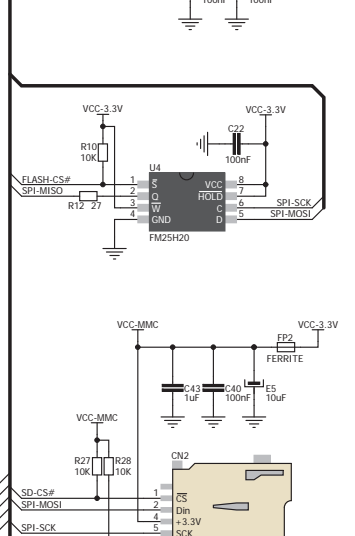 100nF 100nF
VCC-3.3V VCC-3.3V
R10
10K
C22
100nF
U4
FLASH-CS# 1 S VCC 8
SPI-MISO 2 Q HOLD 7
R12 27 3 W C 6 SPI-SCK
4 GND D 5 SPI-MOSI
FM25H20
VCC-MMC VCC-3.3V
FP2
FERRITE
C43 C40 E5
1uF 100nF 10uF
VCC-MMC
CN2
R27 R28
10K 10K
SD-CS# 1 CS
SPI-MOSI 2 Din
4 +3.3V
SPI-SCK 5 SCK